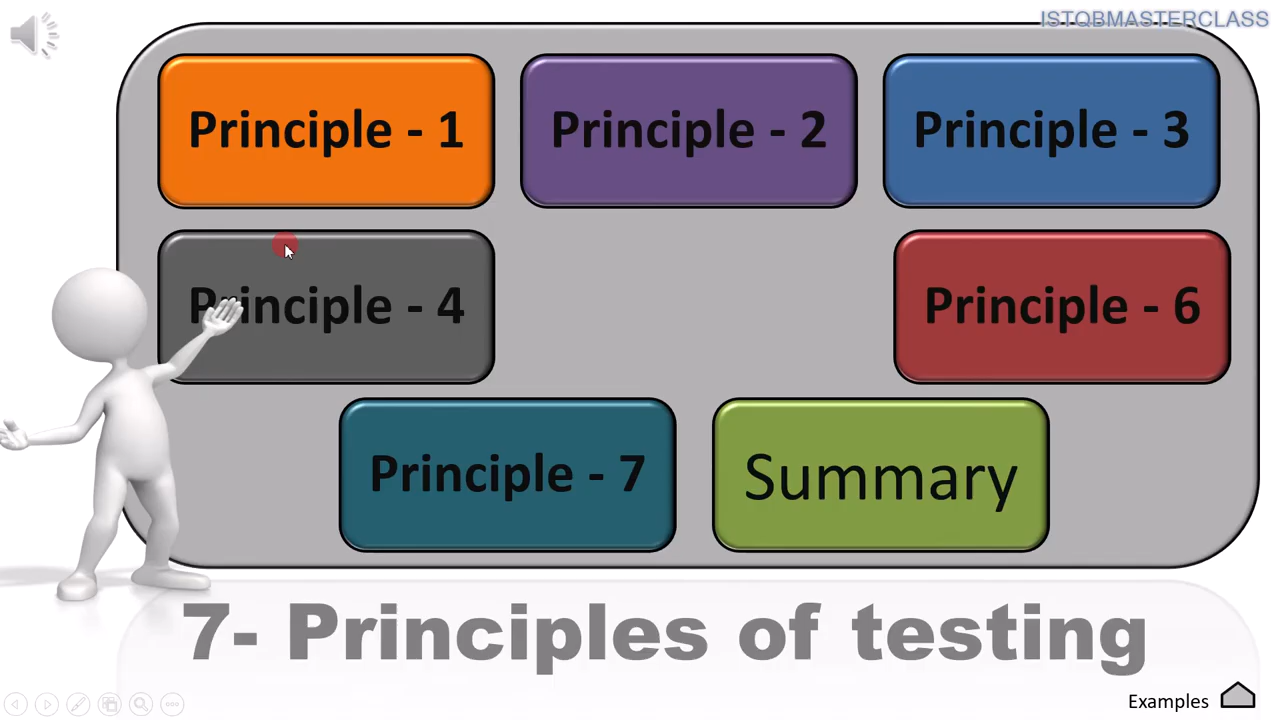 ISTQBMASTERCLASS
Principle - 1
Principle - 2
Principle - 3
Principle - 4
Principle - 6
Principle - 7
Summary
7- Principles of testing
Examples